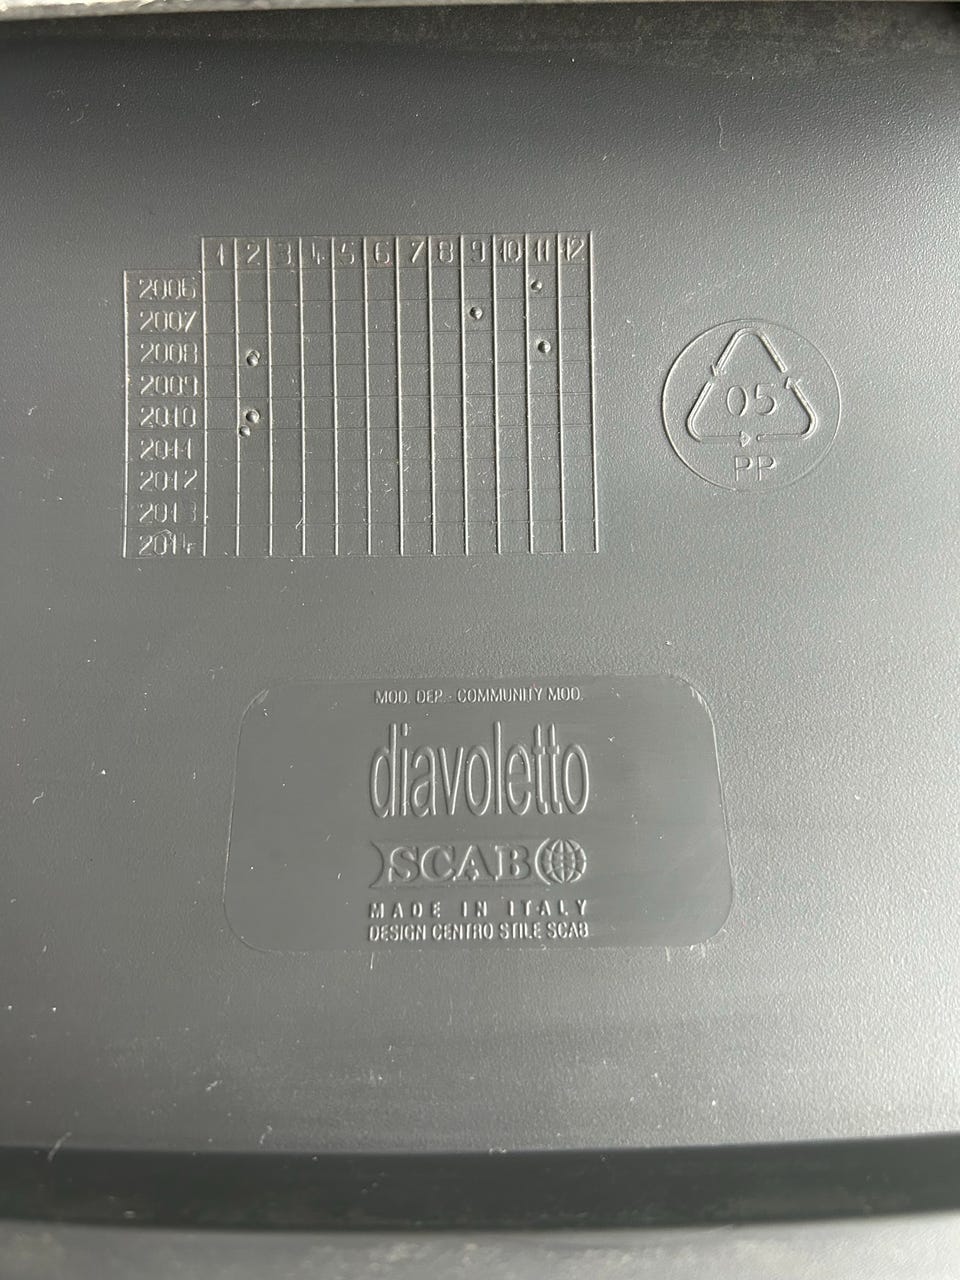 1 2 3 4 5 6 7 8 9 10 11 12
2006
2007
2008
2009
2010
2011
2012
2013
2014
05
PP
MOD. DEP. - COMMUNITY MOD.
diavoletto
SCAB
MADE IN ITALY
DESIGN CENTRO STILE SCAB